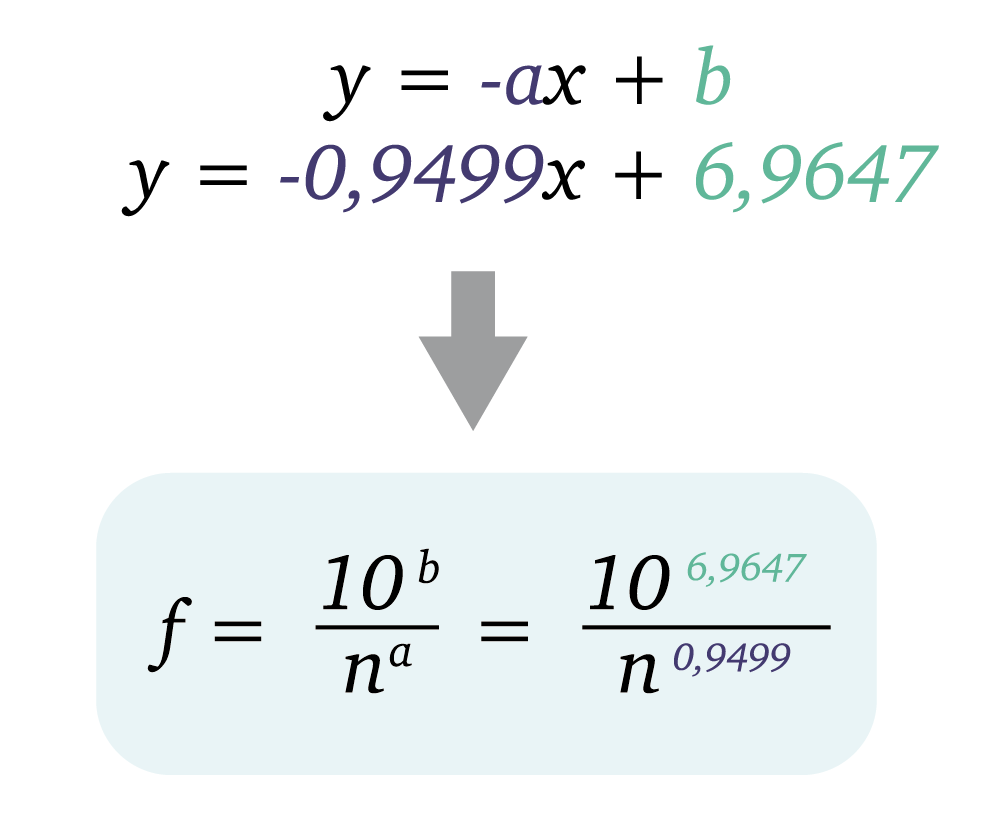 y = -ax + b
y = -0,9499x + 6,9647
f = 10^b / n^a = 10^6,9647 / n^0,9499